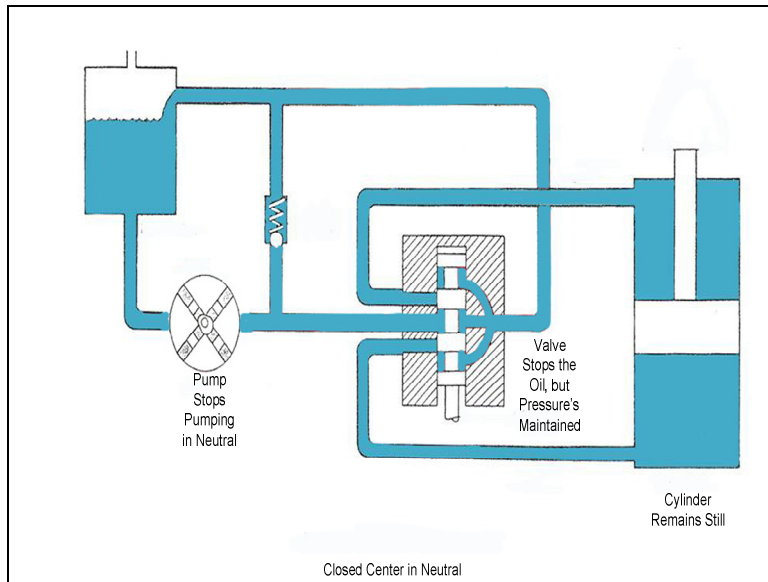 Pump
Stops
Pumping
in Neutral
Valve
Stops the
Oil, but
Pressure's
Maintained
Cylinder
Remains Still
Closed Center in Neutral